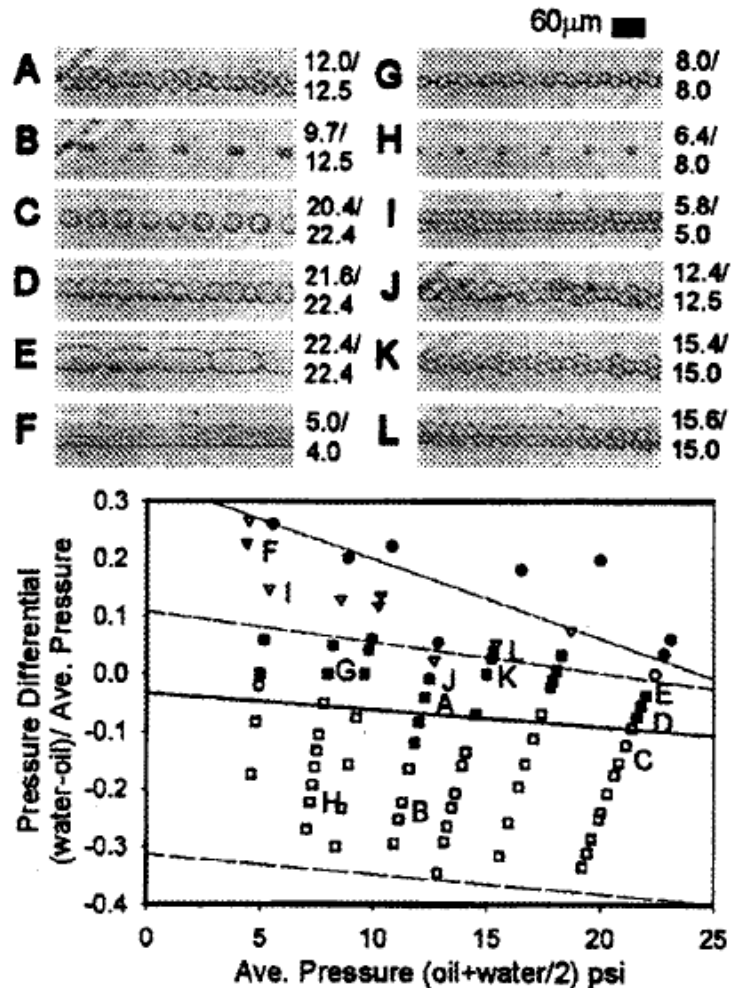 60µm
A 12.0/ 12.5
G 8.0/ 8.0
B 9.7/ 12.5
H 6.4/ 8.0
C 20.4/ 22.4
I 5.8/ 5.0
D 21.6/ 22.4
J 12.4/ 12.5
E 22.4/ 22.4
K 15.4/ 15.0
F 5.0/ 4.0
L 15.6/ 15.0
Pressure Differential
(water-oil)/ Ave. Pressure
0.3
0.2
0.1
0.0
-0.1
-0.2
-0.3
-0.4
F
I
L
G
J
K
A
E
D
C
H
B
0 5 10 15 20 25
Ave. Pressure (oil+water/2) psi